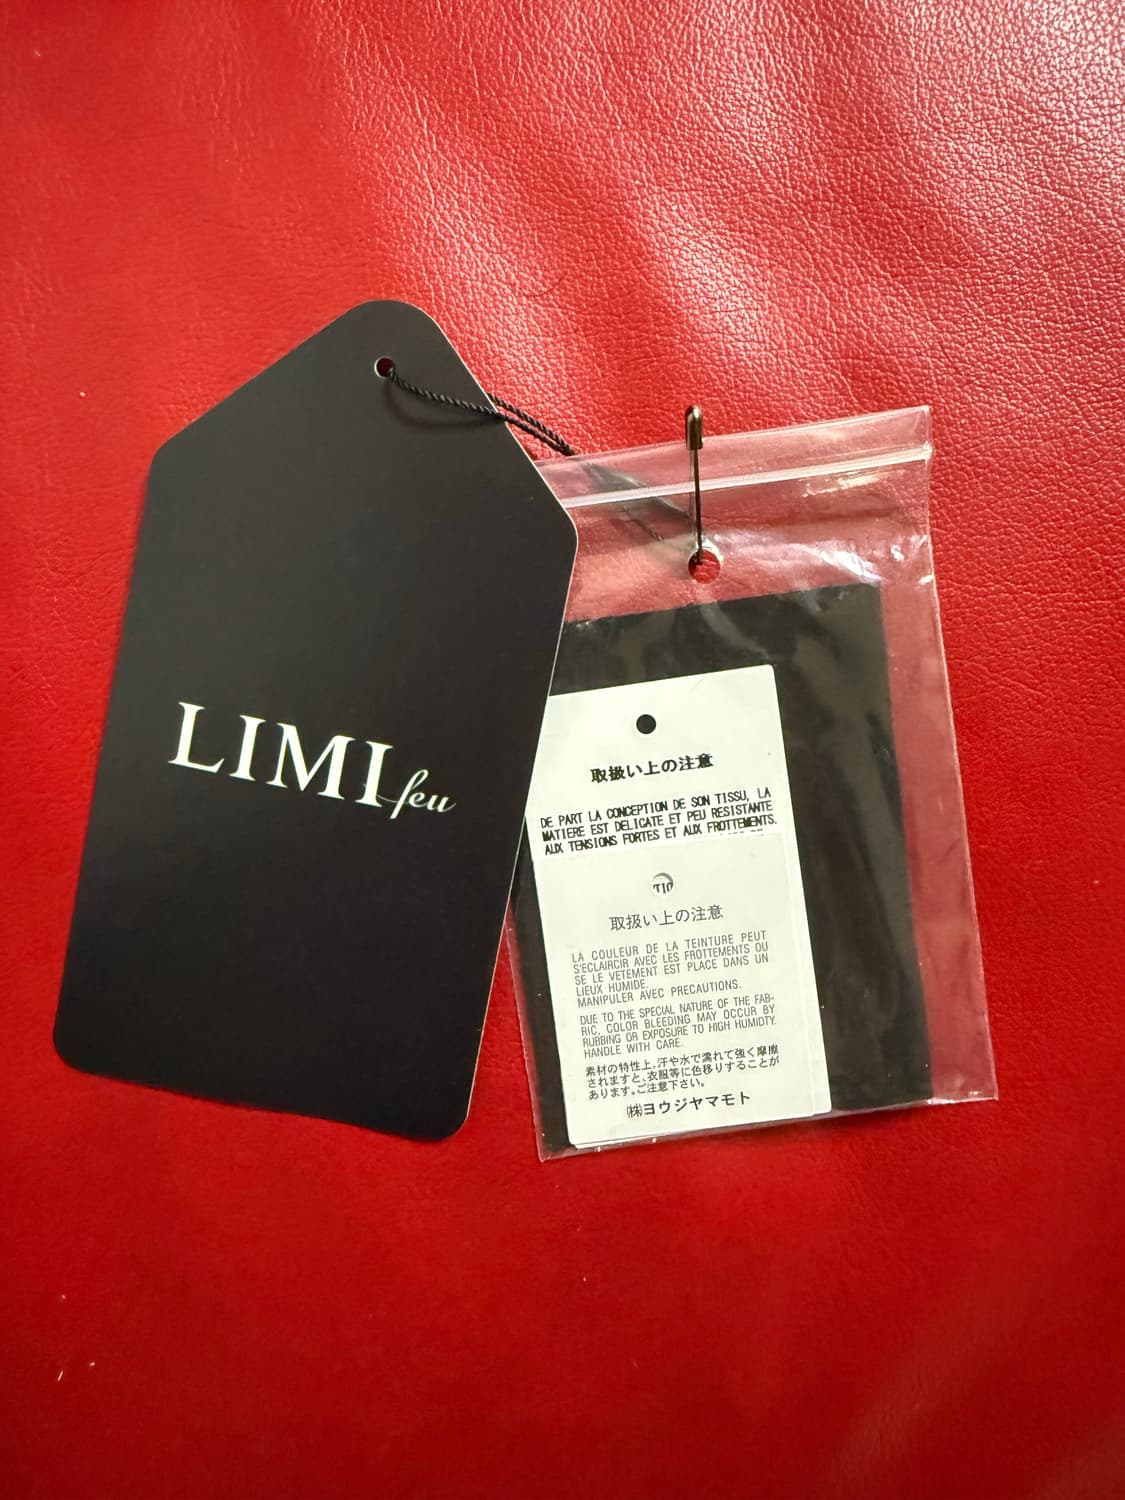 LIMI feu
取扱い上の注意
DE PART LA CONCEPTION DE SON TISSU, LA
MATIERE EST DELICATE ET PEU RESISTANTE
AUX TENSIONS FORTES ET AUX FROTTEMENTS.
取扱い上の注意
LA COULEUR DE LA TEINTURE PEUT
S'ECLAIRCIR AVEC LES FROTTEMENTS OU
SE LE VETEMENT EST PLACE DANS UN
LIEUX HUMIDE.
MANIPULER AVEC PRECAUTIONS.
DUE TO THE SPECIAL NATURE OF THE FAB-
RIC, COLOR BLEEDING MAY OCCUR BY
RUBBING OR EXPOSURE TO HIGH HUMIDTY.
HANDLE WITH CARE.
素材の特性上、汗や水で濡れて強く摩擦
されますと、衣服等に色移りすることが
あります。ご注意下さい。
㈱ヨウジヤマモト